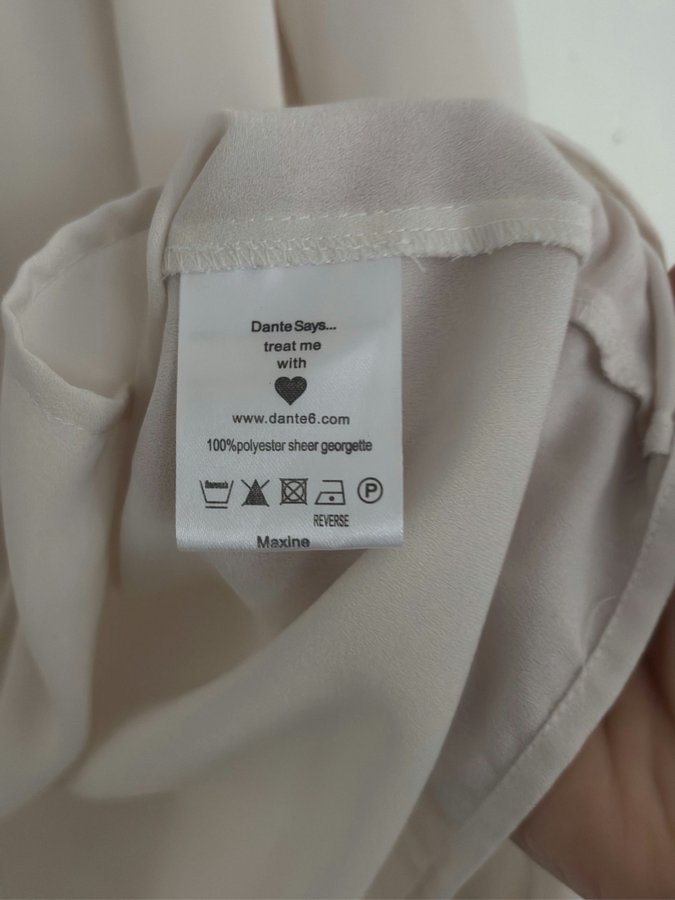 Dante Says...
treat me
with
www.dante6.com
100%polyester sheer georgette
P
REVERSE
Maxine